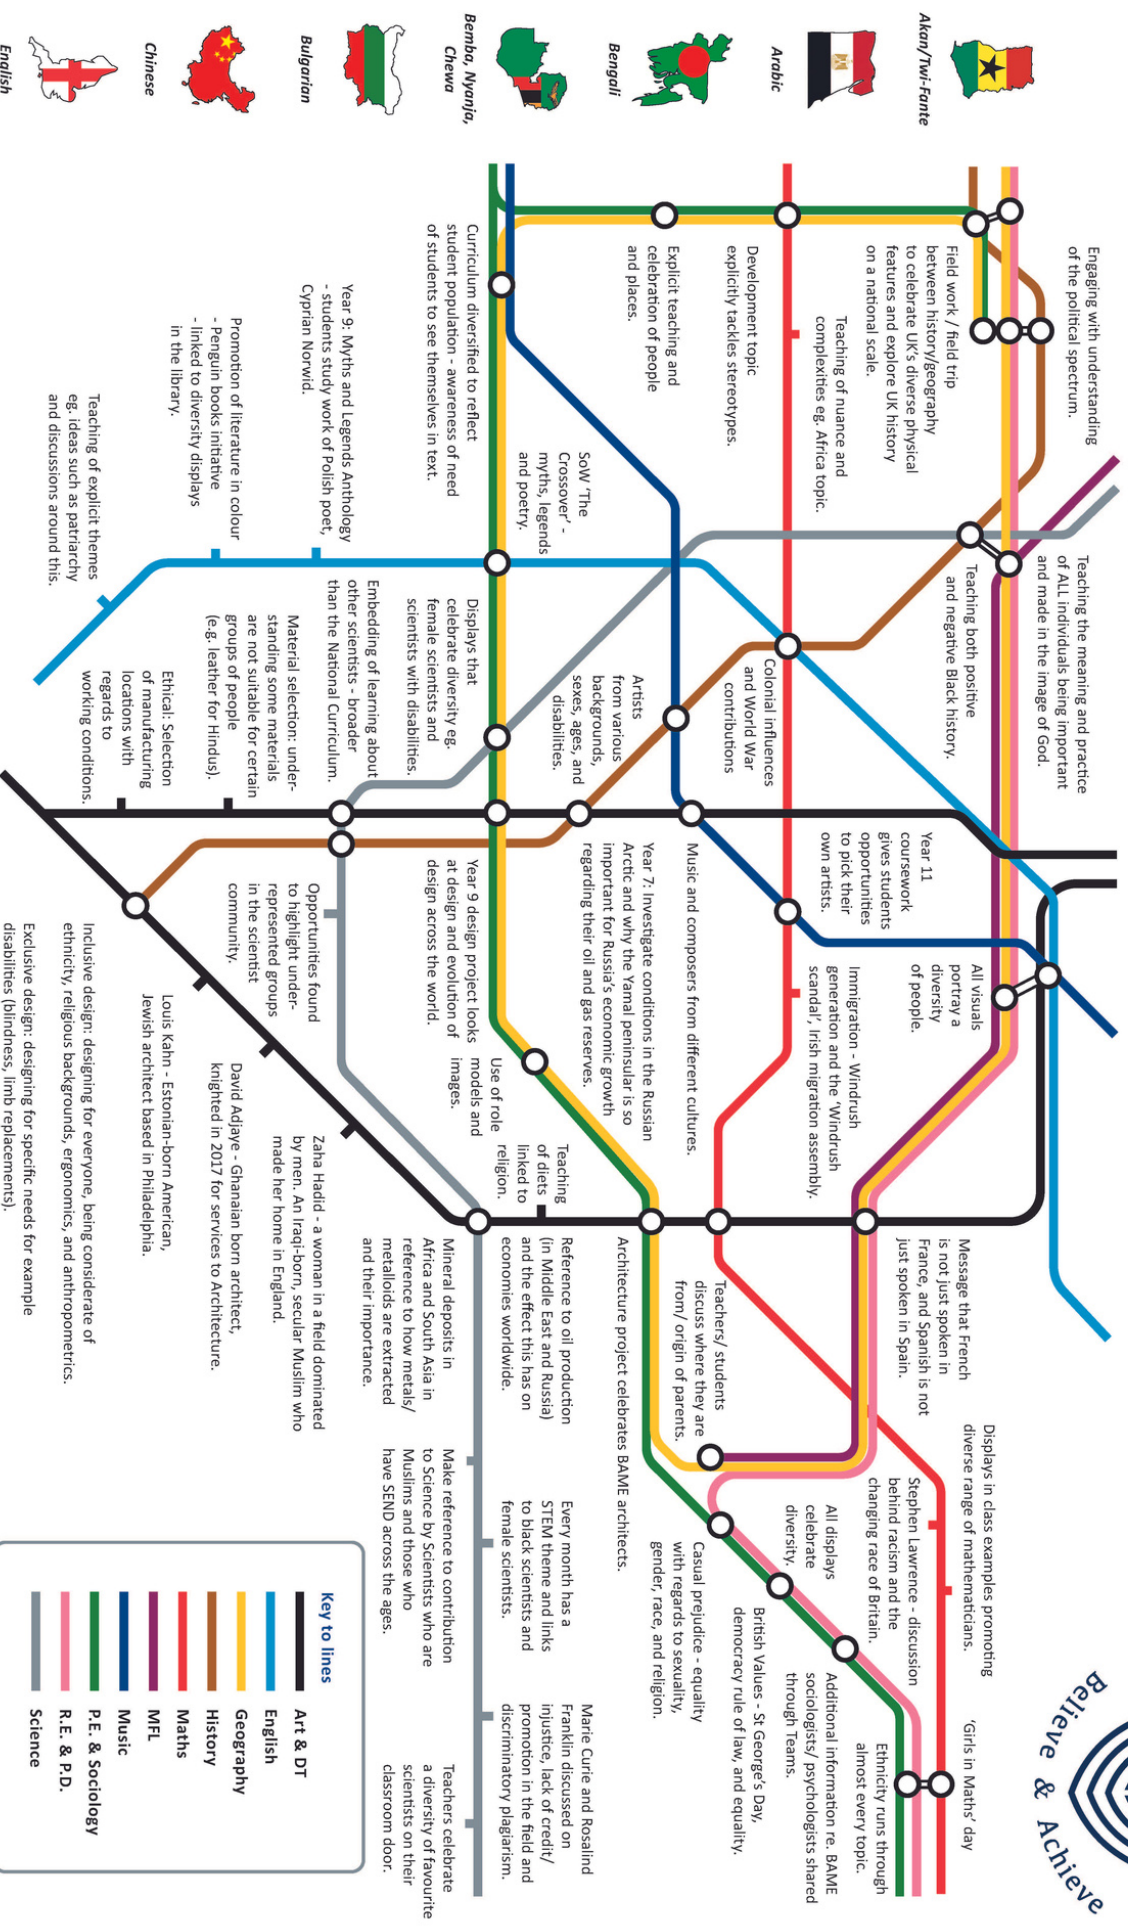 Akan/Twi-Fante
Arabic
Bengali
Bemba, Nyanja,
Chewa
Bulgarian
Chinese
English
Engaging with understanding
of the political spectrum.
Field work / field trip
between history/geography
to celebrate UK's diverse physical
features and explore UK history
on a national scale.
Teaching of nuance and
complexities eg. Africa topic.
Development topic
explicitly tackles stereotypes.
Explicit teaching and
celebration of people
and places.
Curriculum diversified to reflect
student population - awareness of need
of students to see themselves in text.
SoW 'The
Crossover' -
myths, legends
and poetry.
Year 9: Myths and Legends Anthology
- students study work of Polish poet,
Cyprian Norwid.
Promotion of literature in colour
- Penguin books initiative
- linked to diversity displays
in the library.
Teaching of explicit themes
eg. ideas such as patriarchy
and discussions around this.
Teaching the meaning and practice
of ALL individuals being important
and made in the image of God.
Teaching both positive
and negative Black history.
Colonial influences
and World War
contributions
Artists
from various
backgrounds,
sexes, ages, and
disabilities.
Displays that
celebrate diversity eg.
female scientists and
scientists with disabilities.
Embedding of learning about
other scientists - broader
than the National Curriculum.
Material selection: under-
standing some materials
are not suitable for certain
groups of people
(e.g. leather for Hindus).
Ethical: Selection
of manufacturing
locations with
regards to
working conditions.
Year 11
coursework
gives students
opportunities
to pick their
own artists.
All visuals
portray a
diversity
of people.
Immigration - Windrush
generation and the 'Windrush
scandal', Irish migration assembly.
Music and composers from different cultures.
Year 7: Investigate conditions in the Russian
Arctic and why the Yamal peninsular is so
important for Russia's economic growth
regarding their oil and gas reserves.
Year 9 design project looks
at design and evolution of
design across the world.
Use of role
models and
images.
Opportunities found
to highlight under-
represented groups
in the scientist
community.
Teaching
of diets
linked to
religion.
Inclusive design: designing for everyone, being considerate of
ethnicity, religious backgrounds, ergonomics, and anthropometrics.
Exclusive design: designing for specific needs for example
disabilities (blindness, limb replacements).
Louis Kahn - Estonian-born American,
Jewish architect based in Philadelphia.
David Adjaye - Ghanaian born architect,
knighted in 2017 for services to Architecture.
Zaha Hadid - a woman in a field dominated
by men. An Iraqi-born, secular Muslim who
made her home in England.
Message that French
is not just spoken in
France, and Spanish is not
just spoken in Spain.
Teachers/ students
discuss where they are
from/ origin of parents.
Architecture project celebrates BAME architects.
Reference to oil production
(in Middle East and Russia)
and the effect this has on
economies worldwide.
Mineral deposits in
Africa and South Asia in
reference to how metals/
metalloids are extracted
and their importance.
Displays in class examples promoting
diverse range of mathematicians.
Stephen Lawrence - discussion
behind racism and the
changing race of Britain.
All displays
celebrate
diversity.
Casual prejudice - equality
with regards to sexuality,
gender, race, and religion.
British Values - St George's Day,
democracy rule of law, and equality.
Additional information re. BAME
sociologists/ psychologists shared
through Teams.
Ethnicity runs through
almost every topic.
'Girls in Maths' day
Every month has a
STEM theme and links
to black scientists and
female scientists.
Make reference to contribution
to Science by Scientists who are
Muslims and those who
have SEND across the ages.
Marie Curie and Rosalind
Franklin discussed on
injustice, lack of credit/
promotion in the field and
discriminatory plagiarism.
Teachers celebrate
a diversity of favourite
scientists on their
classroom door.
Believe & Achieve
Key to lines
Art & DT
English
Geography
History
Maths
MFL
Music
P.E. & Sociology
R.E. & P.D.
Science